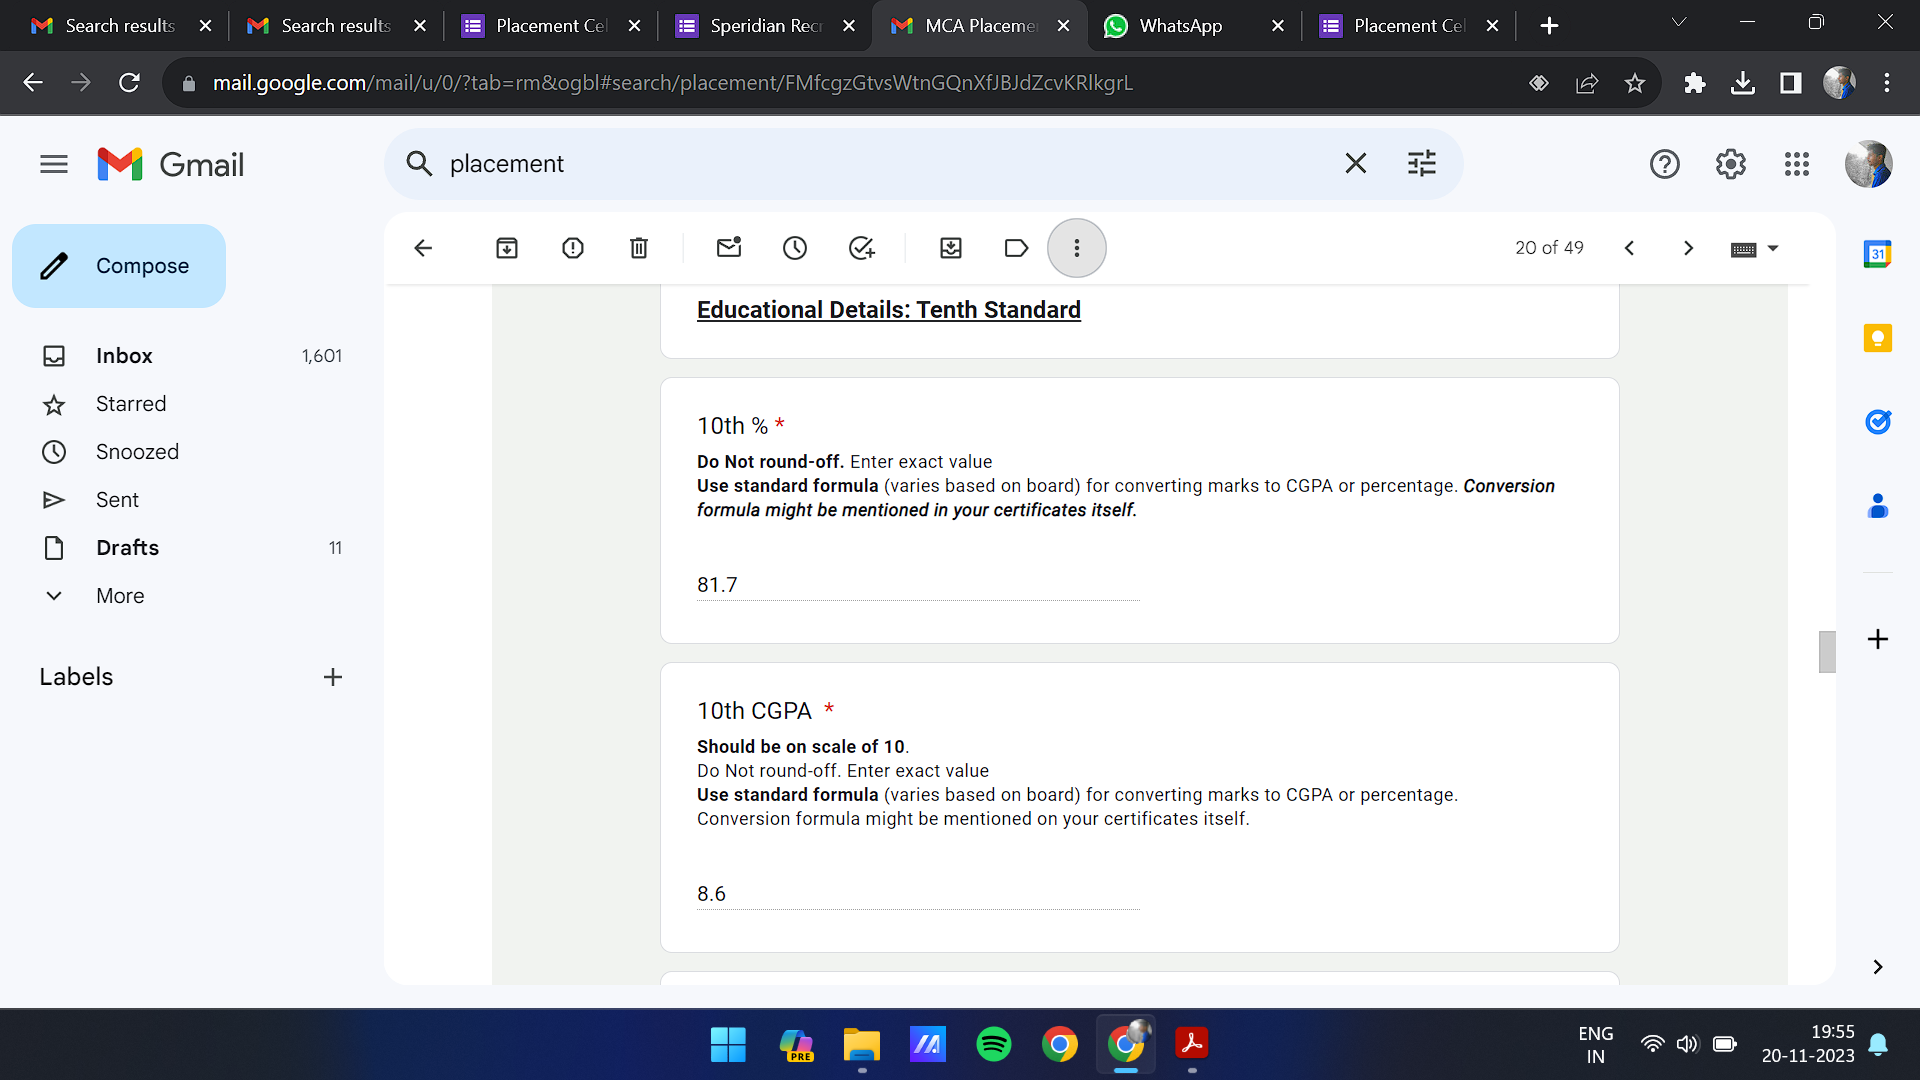 Search results
Search results
Placement Cel
Speridian Recr
MCA Placemen
WhatsApp
Placement Cel
mail.google.com/mail/u/0/?tab=rm&ogbl#search/placement/FMfcgzGtvsWtnGQnXfJBJdZcvKRlkgrL
Gmail
placement
Compose
20 of 49
31
Inbox 1,601
Starred
Snoozed
Sent
Drafts 11
More
Labels
Educational Details: Tenth Standard
10th % *
Do Not round-off. Enter exact value
Use standard formula (varies based on board) for converting marks to CGPA or percentage. Conversion
formula might be mentioned in your certificates itself.
81.7
10th CGPA *
Should be on scale of 10.
Do Not round-off. Enter exact value
Use standard formula (varies based on board) for converting marks to CGPA or percentage.
Conversion formula might be mentioned on your certificates itself.
8.6
PRE
ENG
IN
19:55
20-11-2023